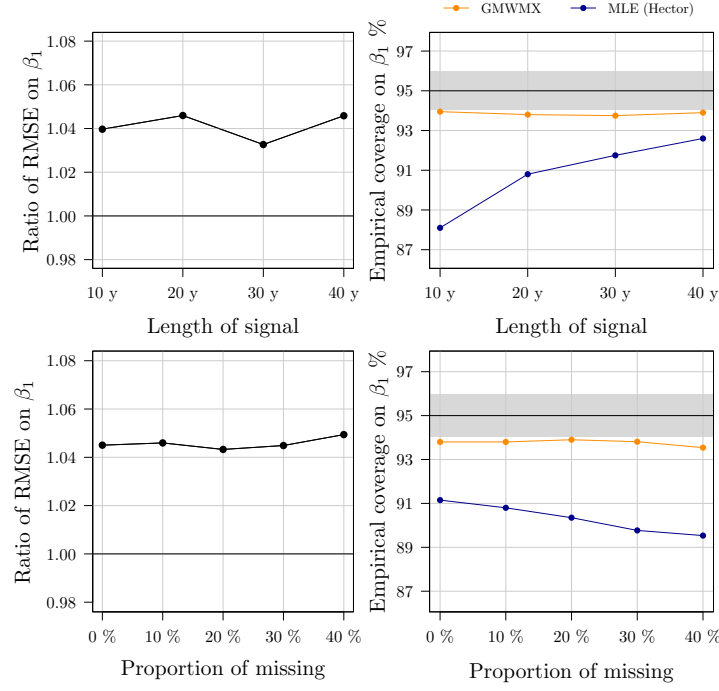 GMWMX MLE (Hector)
Ratio of RMSE on β₁
1.08
1.06
1.04
1.02
1.00
0.98
10 y 20 y 30 y 40 y
Length of signal
Empirical coverage on β₁ %
97
95
93
91
89
87
10 y 20 y 30 y 40 y
Length of signal
Ratio of RMSE on β₁
1.08
1.06
1.04
1.02
1.00
0.98
0 % 10 % 20 % 30 % 40 %
Proportion of missing
Empirical coverage on β₁ %
97
95
93
91
89
87
0 % 10 % 20 % 30 % 40 %
Proportion of missing